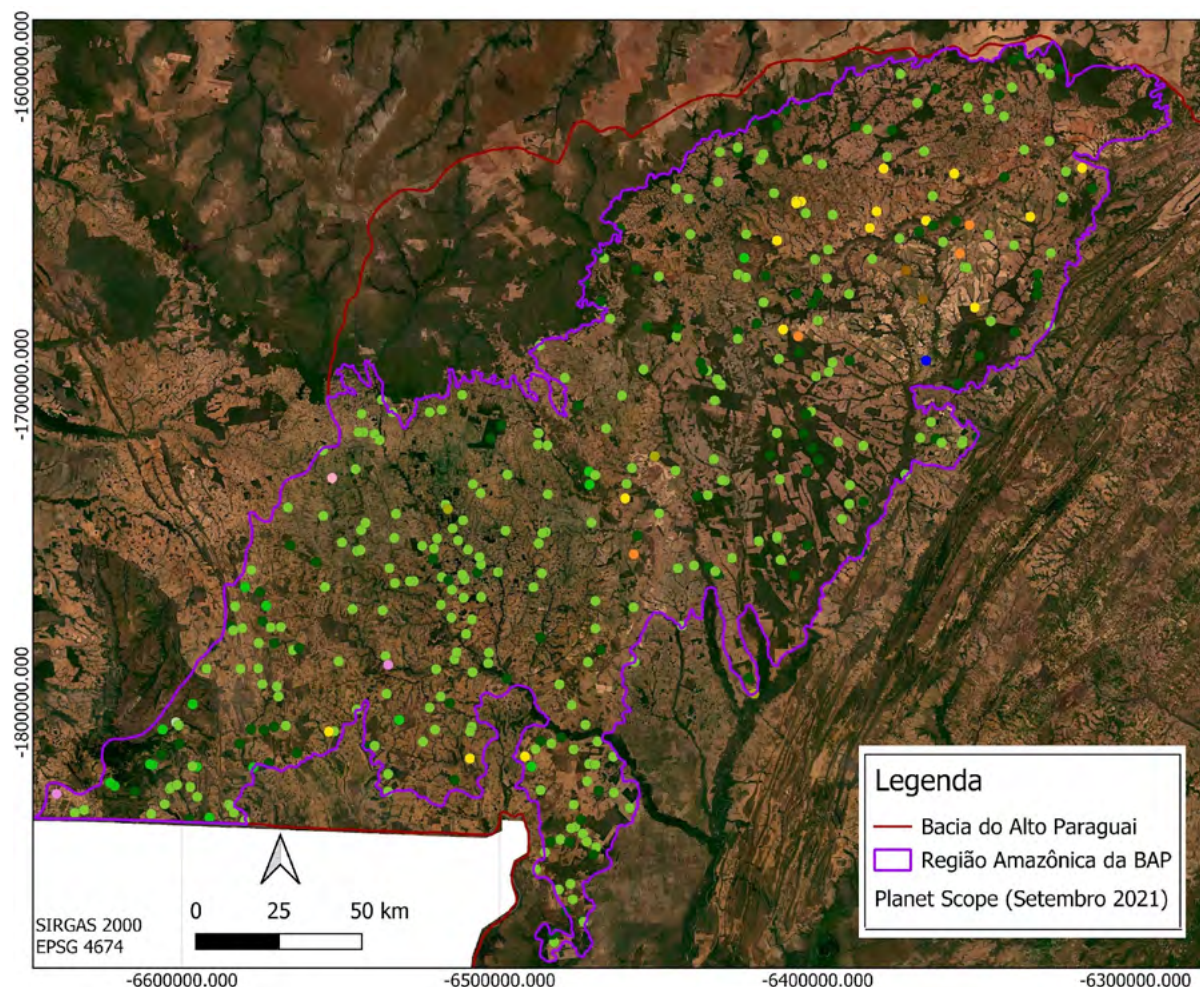 -1600000.000
-1700000.000
-1800000.000
Legenda
Bacia do Alto Paraguai
Região Amazônica da BAP
Planet Scope (Setembro 2021)
0 25 50 km
SIRGAS 2000
EPSG 4674
-6600000.000 -6500000.000 -6400000.000 -6300000.000